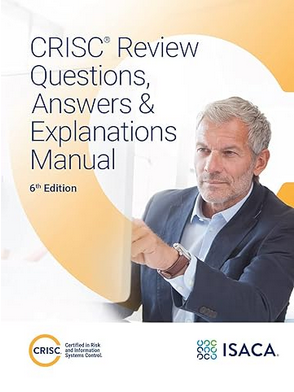 CRISC® Review
Questions,
Answers &
Explanations
Manual
6th Edition
CRISC
Certified in Risk
and Information
Systems Control.
ISACA.